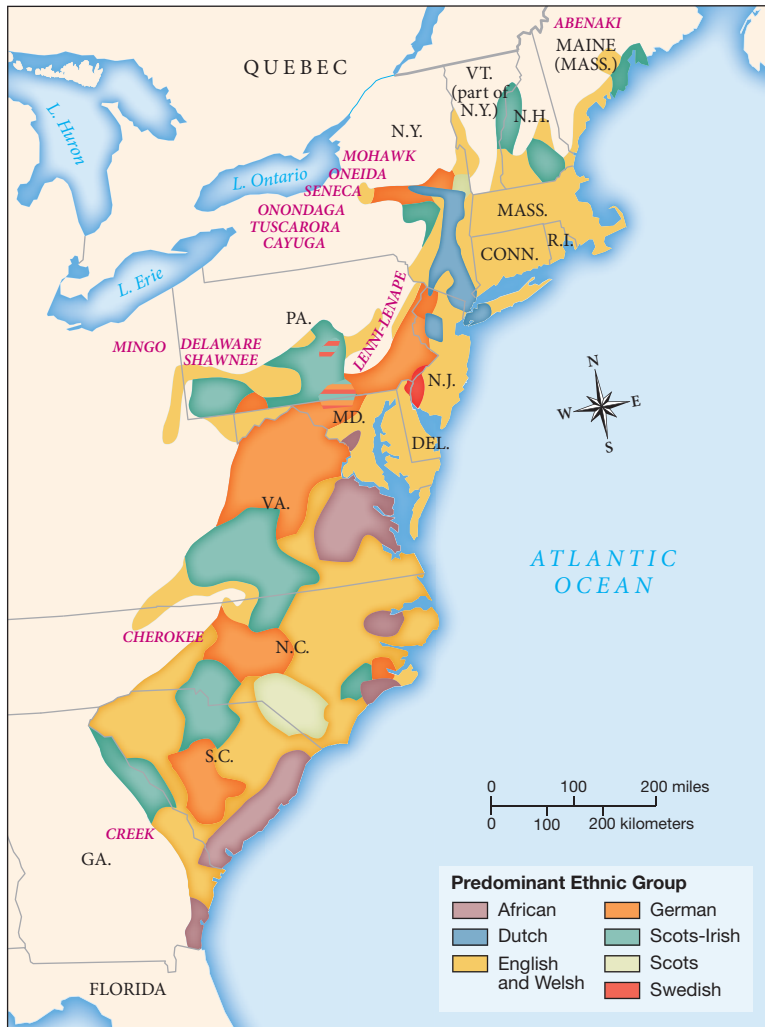 ABENAKI
MAINE
(MASS.)
QUEBEC
VT.
(part of
N.Y.)
N.H.
L. Huron
N.Y.
MOHAWK
ONEIDA
SENECA
L. Ontario
ONONDAGA
TUSCARORA
CAYUGA
MASS.
R.I.
CONN.
L. Erie
PA.
LENNI-LENAPE
MINGO
DELAWARE
SHAWNEE
N.J.
N
W
E
S
MD.
DEL.
VA.
ATLANTIC
OCEAN
CHEROKEE
N.C.
S.C.
0 100 200 miles
0 100 200 kilometers
CREEK
GA.
FLORIDA
Predominant Ethnic Group
African
Dutch
English
and Welsh
German
Scots-Irish
Scots
Swedish